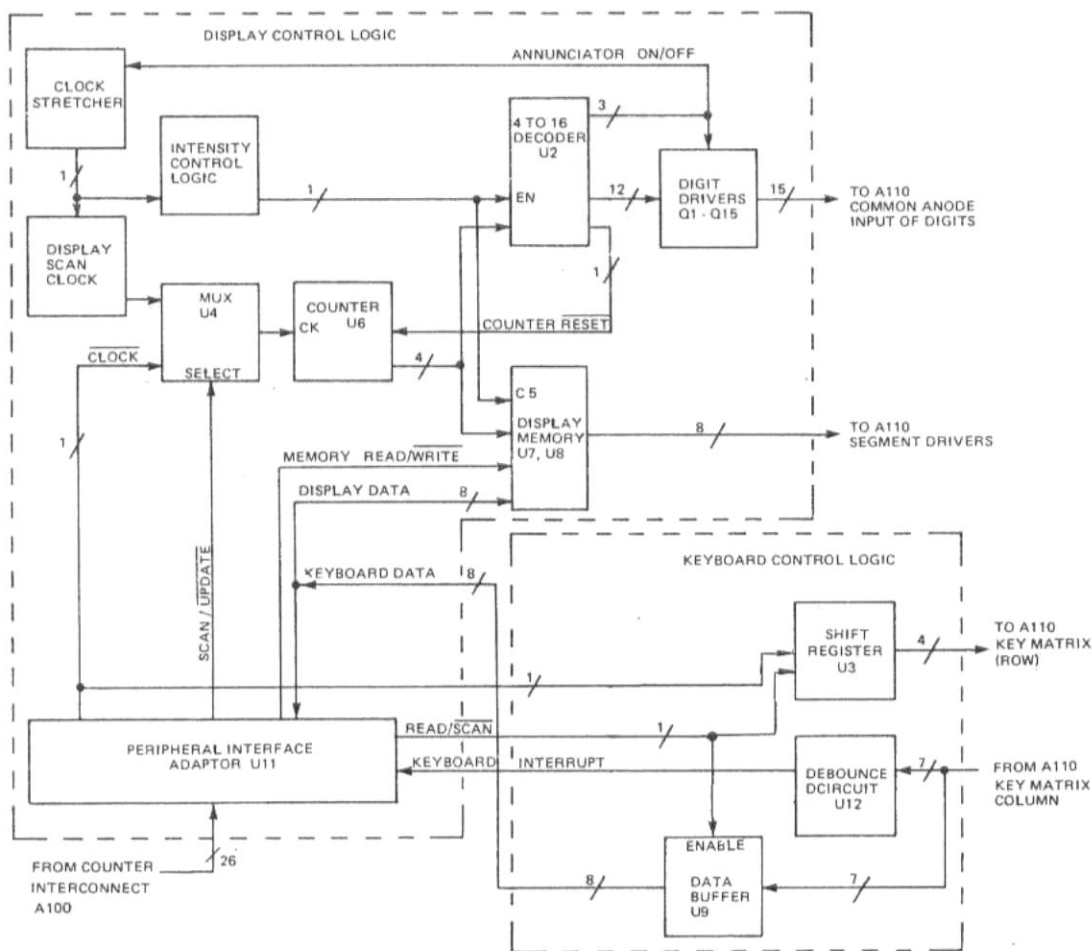 DISPLAY CONTROL LOGIC
ANNUNCIATOR ON/OFF
CLOCK
STRETCHER
1
INTENSITY
CONTROL
LOGIC
1
4 TO 16
DECODER
U2
EN
3
12
DIGIT
DRIVERS
Q1 - Q15
15
TO A110
COMMON ANODE
INPUT OF DIGITS
DISPLAY
SCAN
CLOCK
MUX
U4
SELECT
COUNTER
U6
CK
1
COUNTER RESET
4
CLOCK
1
C 5
DISPLAY
MEMORY
U7, U8
8
TO A110
SEGMENT DRIVERS
MEMORY READ/WRITE
DISPLAY DATA
8
SCAN / UPDATE
KEYBOARD DATA
8
KEYBOARD CONTROL LOGIC
SHIFT
REGISTER
U3
4
TO A110
KEY MATRIX
(ROW)
1
PERIPHERAL INTERFACE
ADAPTOR U11
READ/SCAN
1
KEYBOARD INTERRUPT
DEBOUNCE
DCIRCUIT
U12
7
FROM A110
KEY MATRIX
COLUMN
26
FROM COUNTER
INTERCONNECT
A100
ENABLE
DATA
BUFFER
U9
8
7